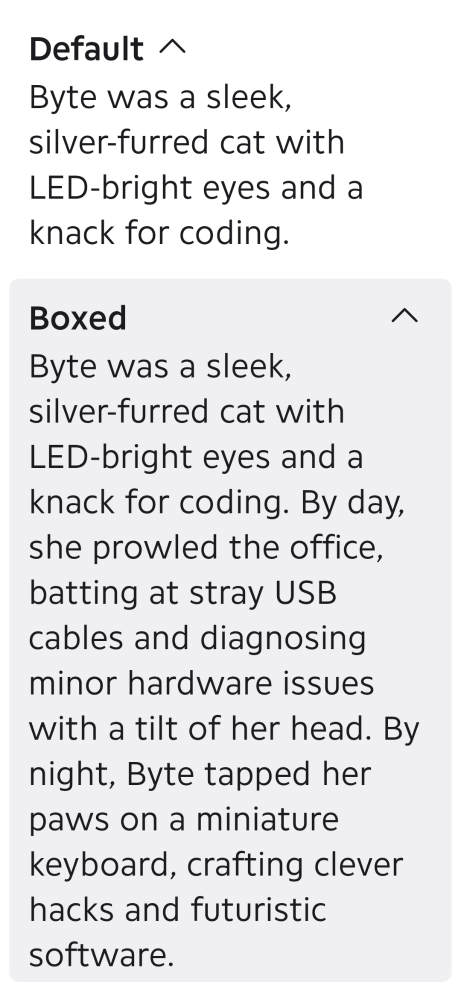 Default
Byte was a sleek,
silver-furred cat with
LED-bright eyes and a
knack for coding.
Boxed
Byte was a sleek,
silver-furred cat with
LED-bright eyes and a
knack for coding. By day,
she prowled the office,
batting at stray USB
cables and diagnosing
minor hardware issues
with a tilt of her head. By
night, Byte tapped her
paws on a miniature
keyboard, crafting clever
hacks and futuristic
software.